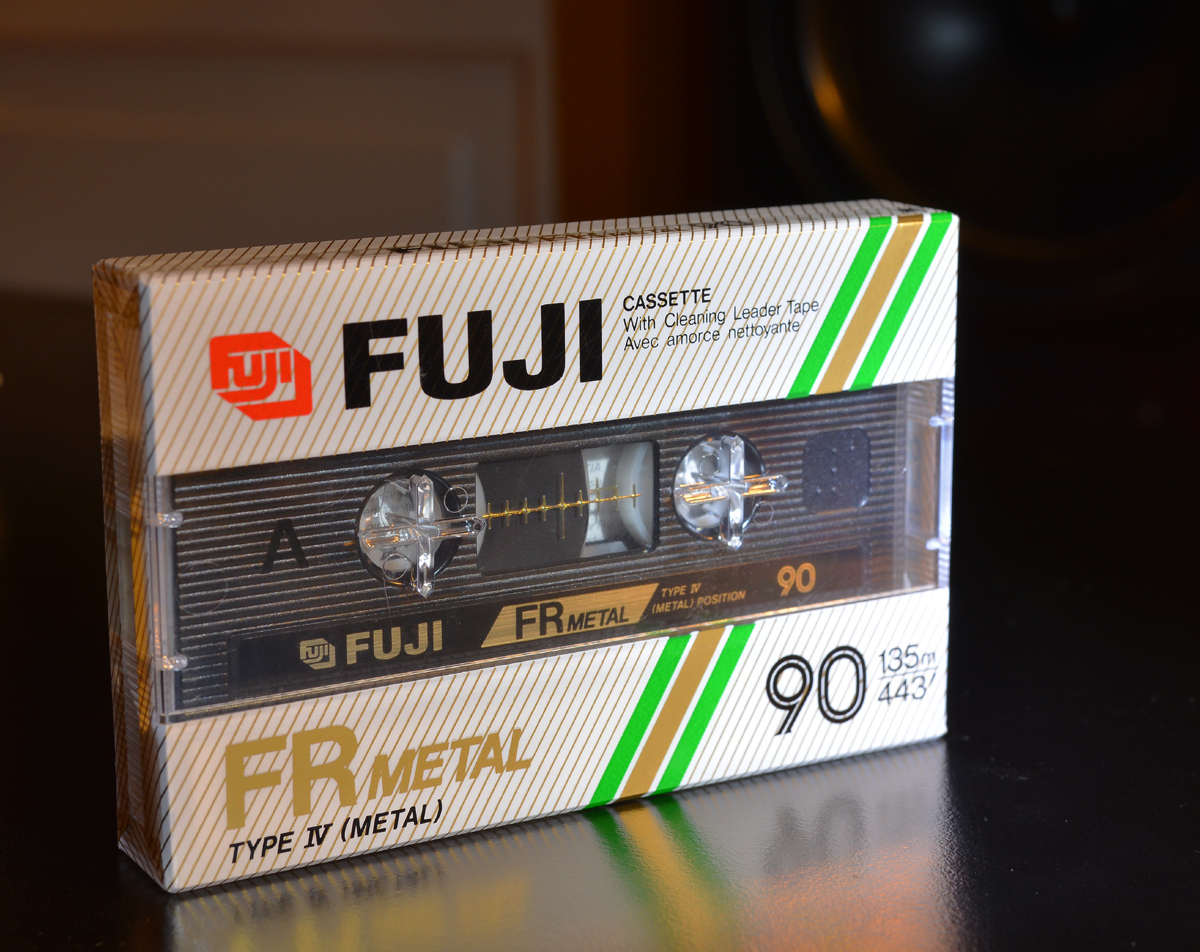 FUJI
FUJI
CASSETTE
With Cleaning Leader Tape
Avec amorce nettoyante
A
FUJI
FUJI
FR METAL
TYPE IV
(METAL) POSITION
90
FR METAL
TYPE IV (METAL)
90
135m
443'